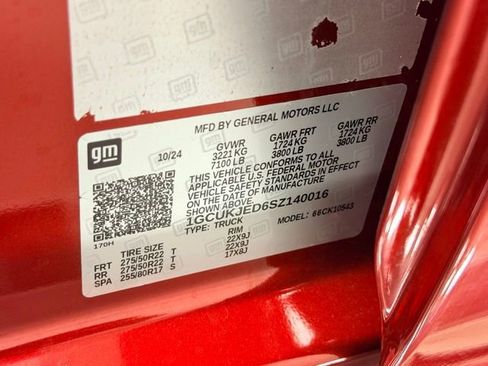 MFD BY GENERAL MOTORS LLC
gm
10/24 GVWR GAWR FRT GAWR RR
3221 KG 1724 KG 1724 KG
7100 LB 3800 LB 3800 LB
THIS VEHICLE CONFORMS TO ALL
APPLICABLE U.S. FEDERAL MOTOR
VEHICLE SAFETY STANDARDS IN EFFECT
ON THE DATE OF MANUFACTURE
SHOWN ABOVE.
1GCUKJED6SZ140016
TYPE: TRUCK MODEL: 66CK10543
170H
TIRE SIZE RIM
FRT 275/50R22 T 22X9J
RR 275/50R22 T 22X9J
SPA 255/80R17 S 17X8J